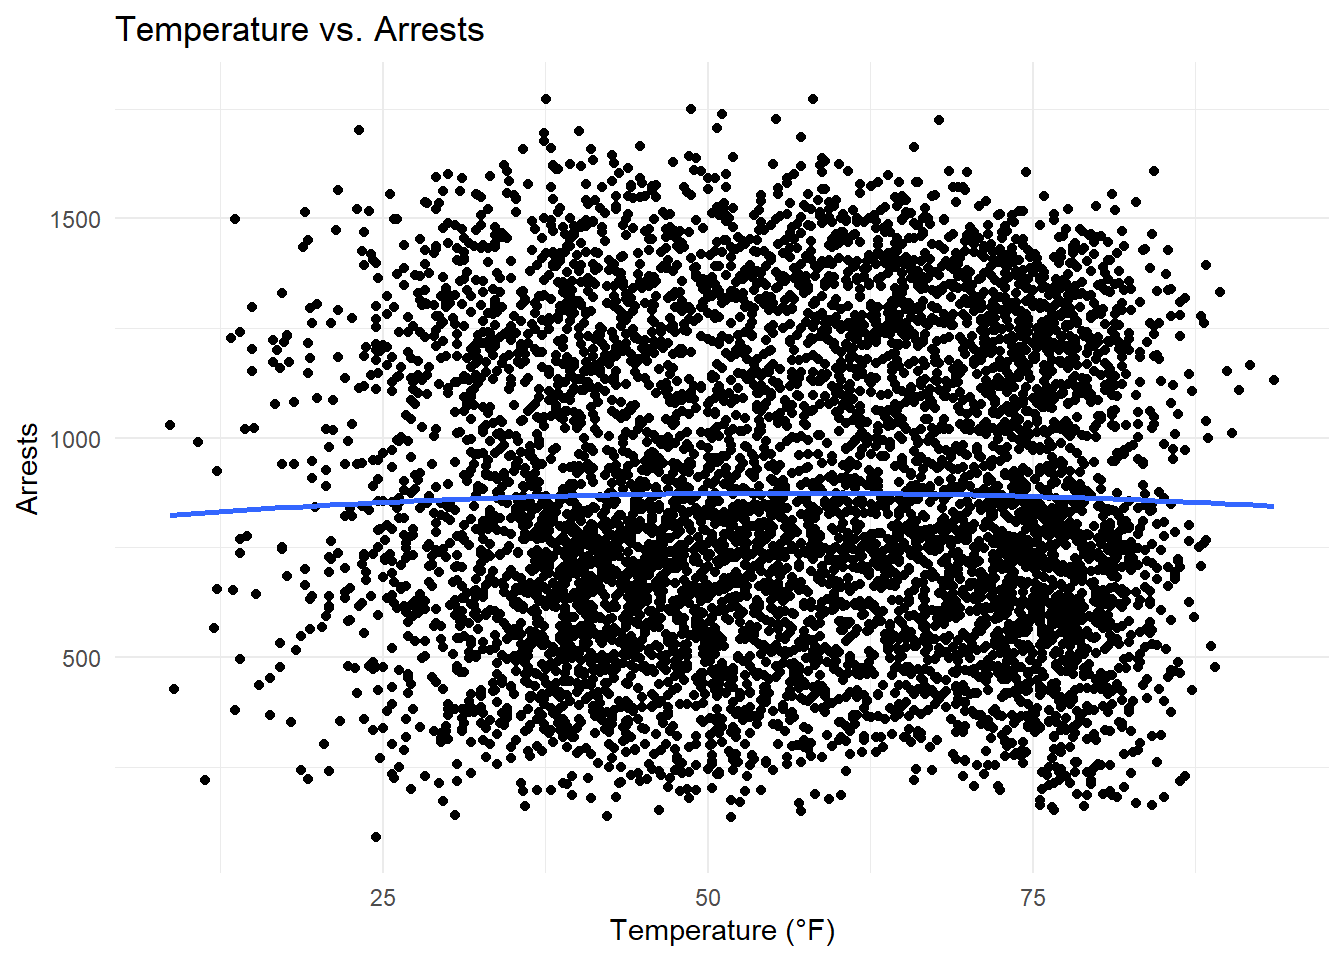 Temperature vs. Arrests
Arrests
1500
1000
500
25 50 75
Temperature (°F)